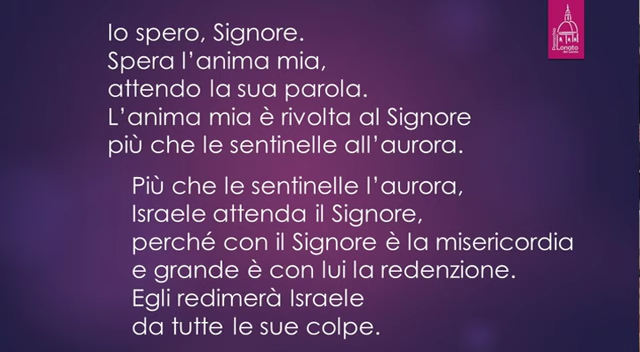 Io spero, Signore.
Spera l’anima mia,
attendo la sua parola.
L’anima mia è rivolta al Signore
più che le sentinelle all’aurora.
Più che le sentinelle l’aurora,
Israele attenda il Signore,
perché con il Signore è la misericordia
e grande è con lui la redenzione.
Egli redimerà Israele
da tutte le sue colpe.
Parrocchia
Lonato